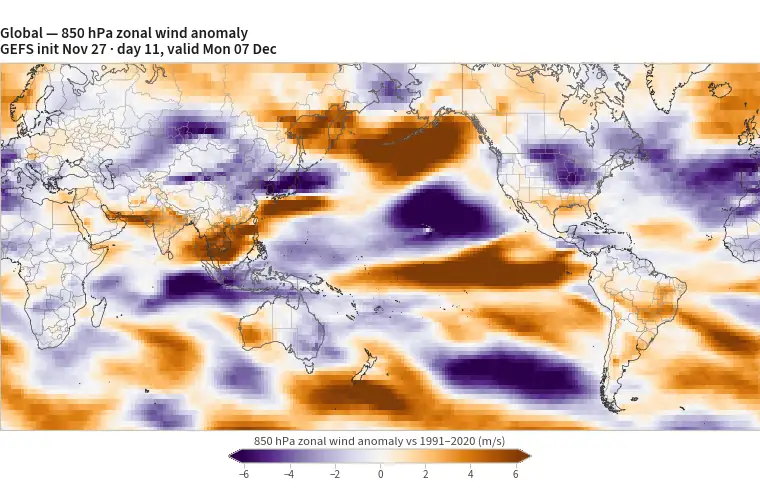 Global — 850 hPa zonal wind anomaly
GEFS init Nov 27 · day 11, valid Mon 07 Dec
850 hPa zonal wind anomaly vs 1991–2020 (m/s)
−6 −4 −2 0 2 4 6